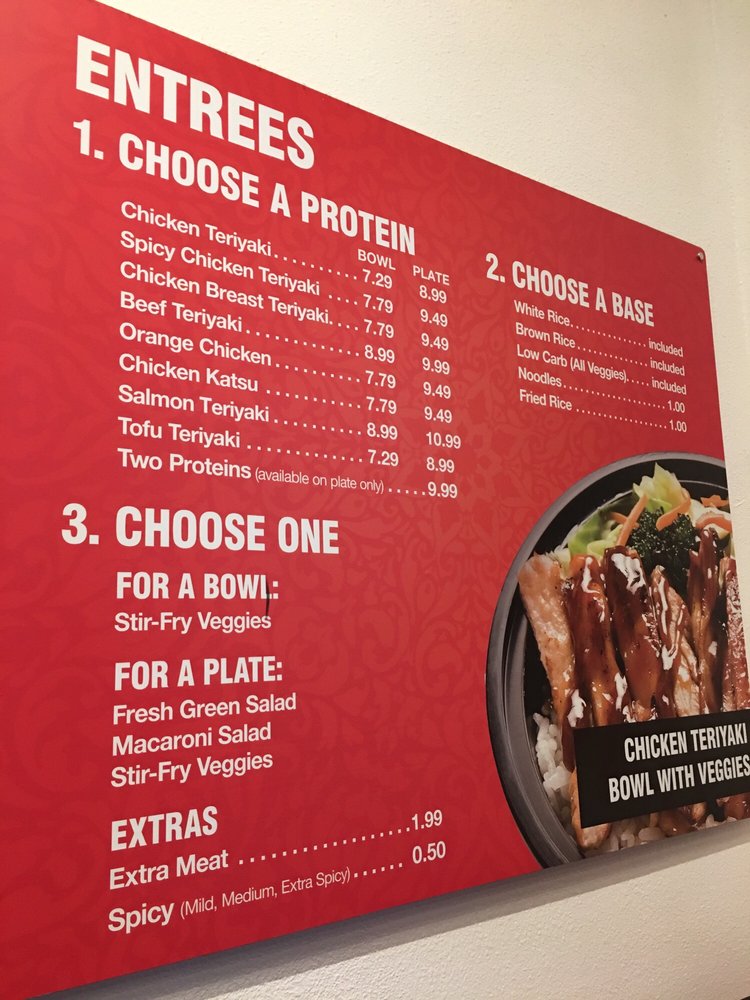 ENTREES
1. CHOOSE A PROTEIN
BOWL PLATE
Chicken Teriyaki.......... 7.29 8.99
Spicy Chicken Teriyaki .... 7.79 9.49
Chicken Breast Teriyaki.... 7.79 9.49
Beef Teriyaki............ 8.99 9.99
Orange Chicken.......... 7.79 9.49
Chicken Katsu .......... 7.79 9.49
Salmon Teriyaki.......... 8.99 10.99
Tofu Teriyaki ............ 7.29 8.99
Two Proteins (available on plate only) .....9.99
2. CHOOSE A BASE
White Rice.............. included
Brown Rice............. included
Low Carb (All Veggies).... included
Noodles................... 1.00
Fried Rice ................. 1.00
3. CHOOSE ONE
FOR A BOWL:
Stir-Fry Veggies
FOR A PLATE:
Fresh Green Salad
Macaroni Salad
Stir-Fry Veggies
EXTRAS
Extra Meat .................1.99
Spicy (Mild, Medium, Extra Spicy)...... 0.50
CHICKEN TERIYAKI
BOWL WITH VEGGIES